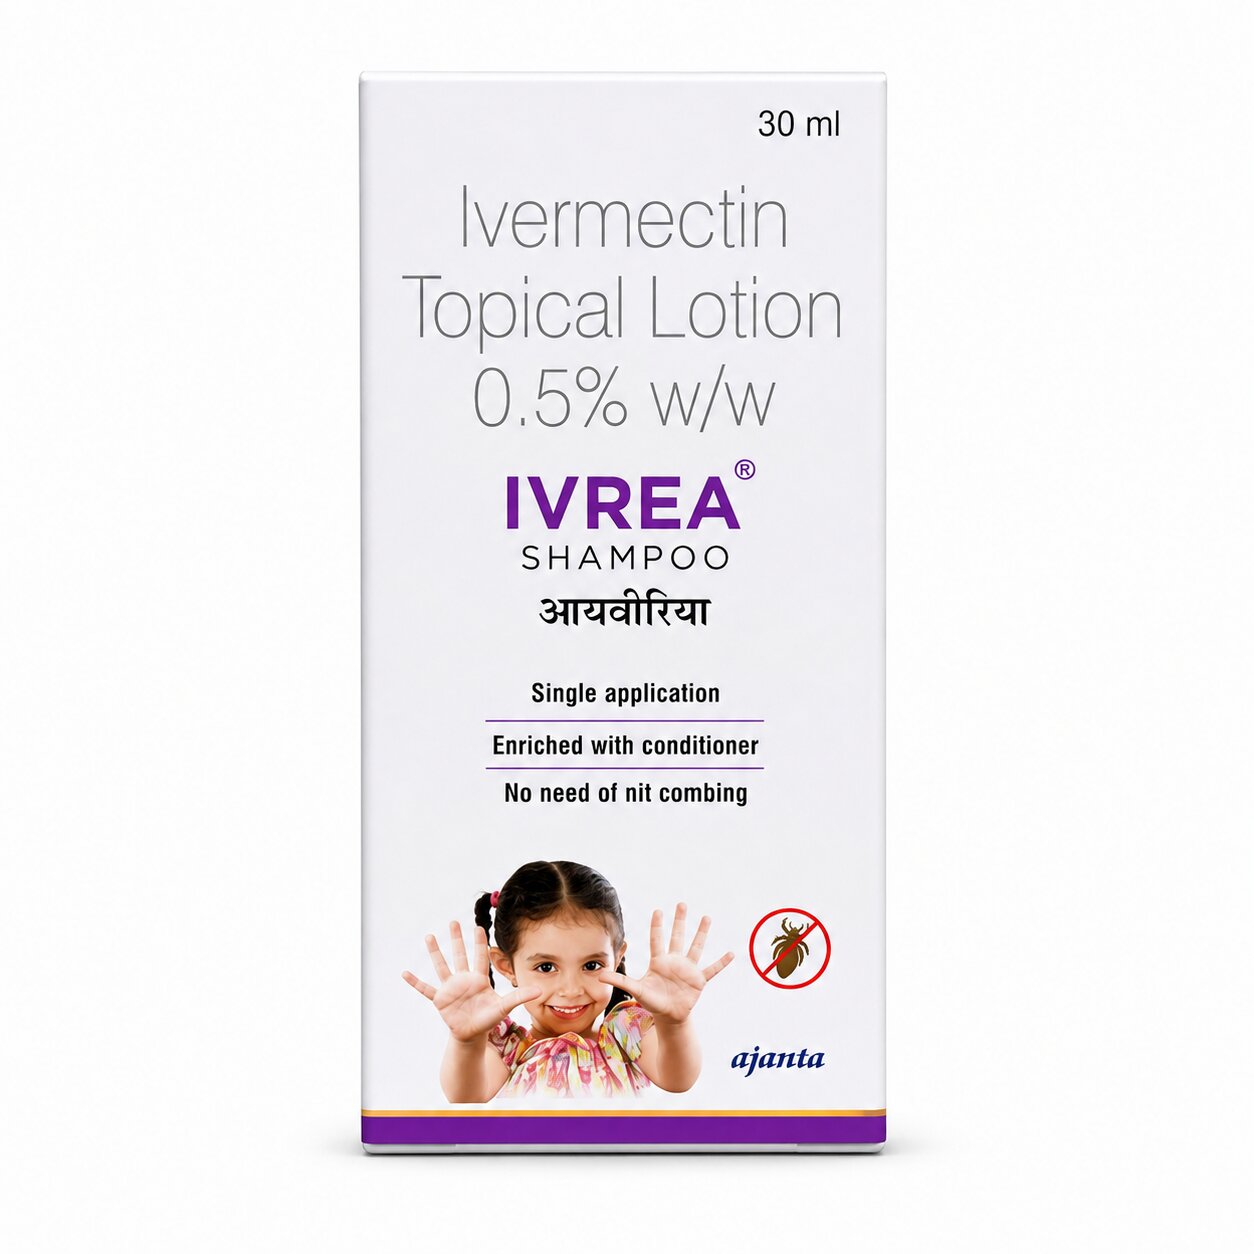 30 ml
Ivermectin
Topical Lotion
0.5% w/w
IVREA®
SHAMPOO
आयवीरिया
Single application
Enriched with conditioner
No need of nit combing
ajanta